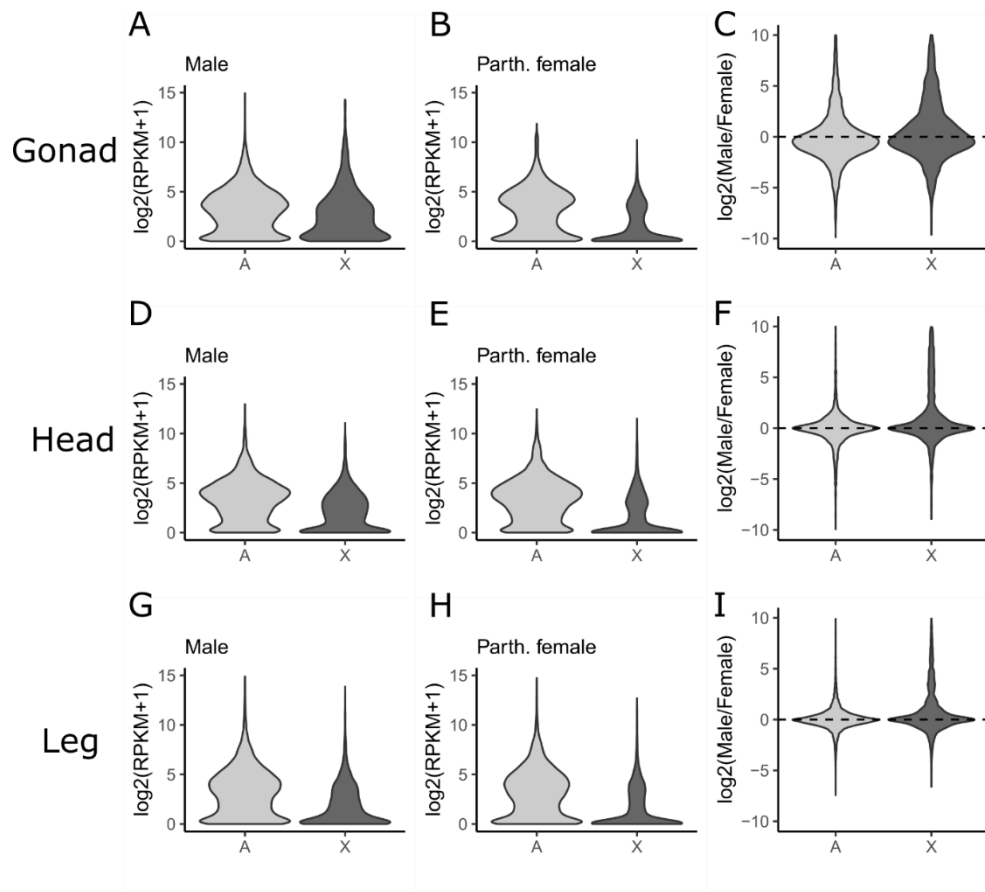 A
B
C
Gonad
Male
Parth. female
log2(RPKM+1)
15
10
5
0
A
X
log2(RPKM+1)
15
10
5
0
A
X
log2(Male/Female)
10
5
0
−5
−10
A
X
D
E
F
Head
Male
Parth. female
log2(RPKM+1)
15
10
5
0
A
X
log2(RPKM+1)
15
10
5
0
A
X
log2(Male/Female)
10
5
0
−5
−10
A
X
G
H
I
Leg
Male
Parth. female
log2(RPKM+1)
15
10
5
0
A
X
log2(RPKM+1)
15
10
5
0
A
X
log2(Male/Female)
10
5
0
−5
−10
A
X